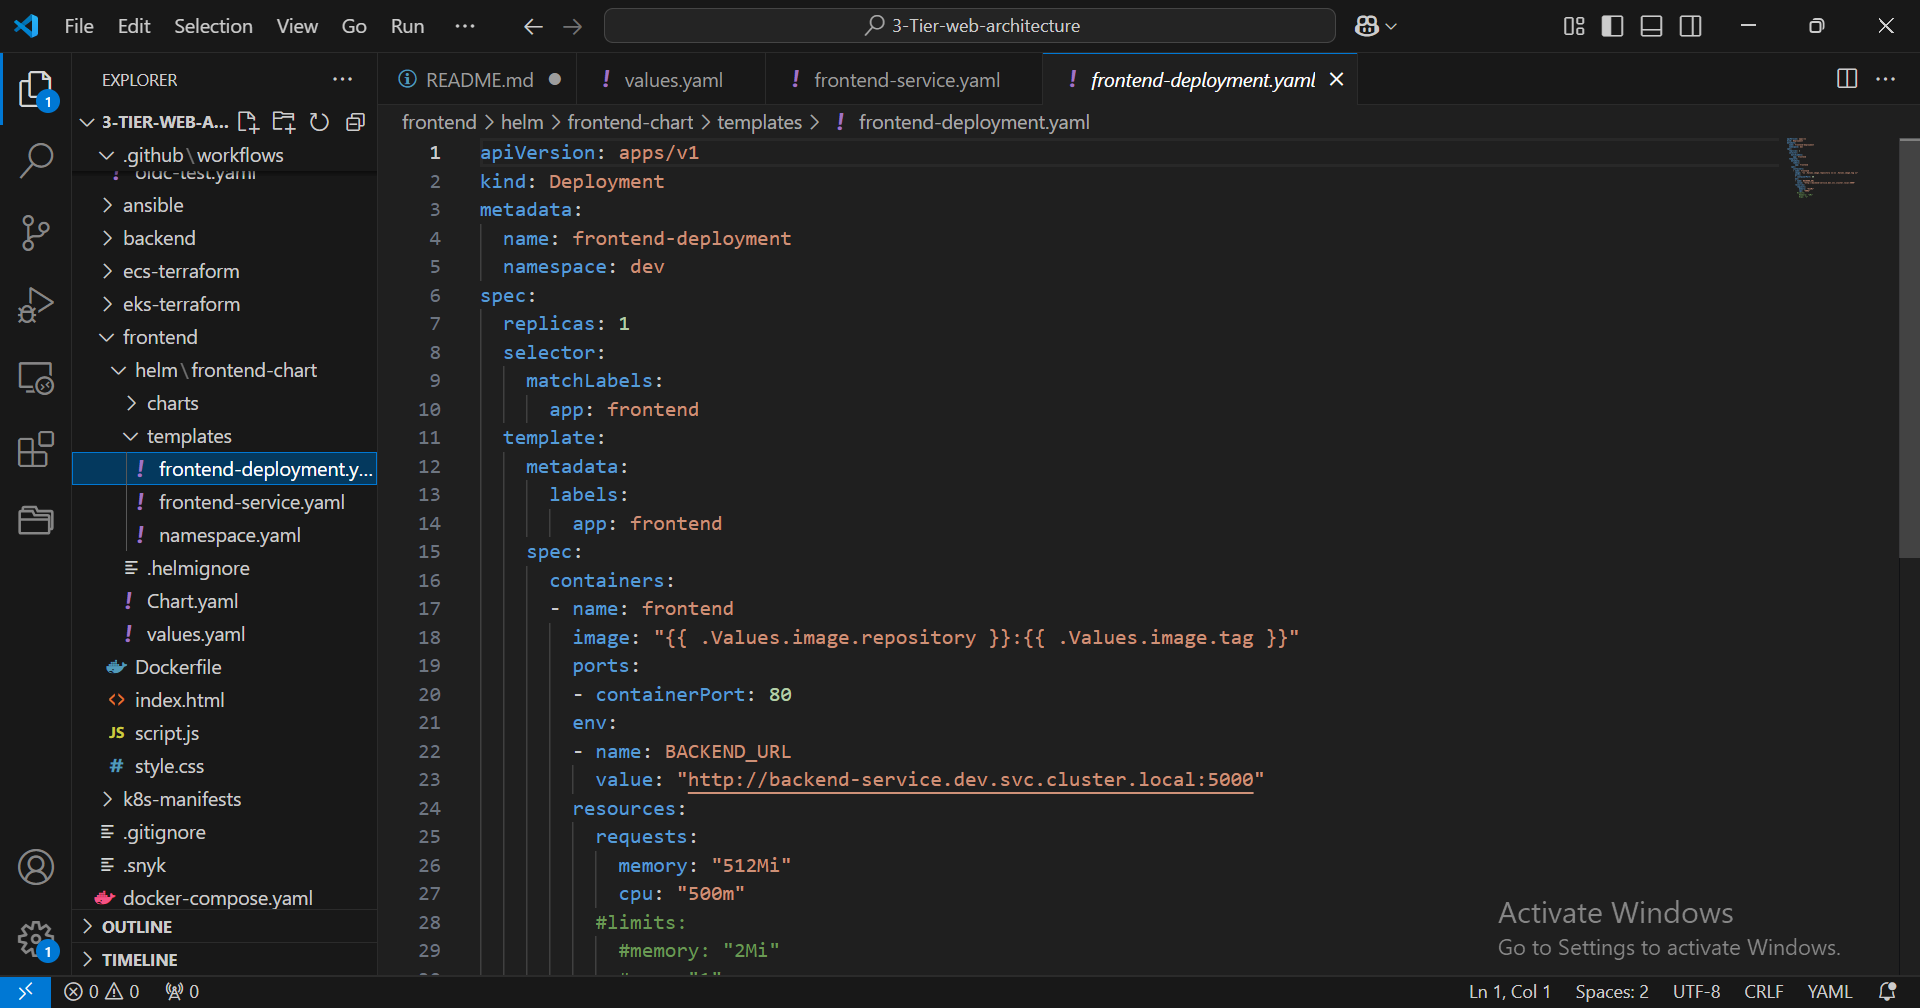 File Edit Selection View Go Run ···
3-Tier-web-architecture
EXPLORER
README.md
values.yaml
frontend-service.yaml
frontend-deployment.yaml
3-TIER-WEB-A...
frontend > helm > frontend-chart > templates > ! frontend-deployment.yaml
.github\workflows
oidc-test.yaml
ansible
backend
ecs-terraform
eks-terraform
frontend
helm\frontend-chart
charts
templates
! frontend-deployment.y...
! frontend-service.yaml
! namespace.yaml
.helmignore
! Chart.yaml
! values.yaml
Dockerfile
<> index.html
JS script.js
# style.css
k8s-manifests
.gitignore
.snyk
docker-compose.yaml
OUTLINE
TIMELINE
1 apiVersion: apps/v1
2 kind: Deployment
3 metadata:
4 name: frontend-deployment
5 namespace: dev
6 spec:
7 replicas: 1
8 selector:
9 matchLabels:
10 app: frontend
11 template:
12 metadata:
13 labels:
14 app: frontend
15 spec:
16 containers:
17 - name: frontend
18 image: "{{ .Values.image.repository }}:{{ .Values.image.tag }}"
19 ports:
20 - containerPort: 80
21 env:
22 - name: BACKEND_URL
23 value: "http://backend-service.dev.svc.cluster.local:5000"
24 resources:
25 requests:
26 memory: "512Mi"
27 cpu: "500m"
28 #limits:
29 #memory: "2Mi"
Activate Windows
Go to Settings to activate Windows.
1
1
0 0 0
Ln 1, Col 1 Spaces: 2 UTF-8 CRLF YAML